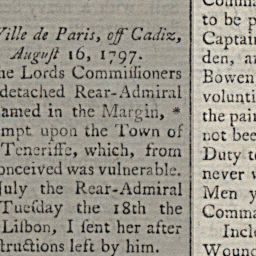 Ville de Paris, off Cadiz,
Auguſt 16, 1797.
he Lords Commiſſioners
detached Rear-Admiral
amed in the Margin, *
mpt upon the Town of
Teneriffe, which, from
onceived was vulnerable.
July the Rear-Admiral
Tueſday the 18th the
Liſbon, I ſent her after
ſtructions left by him.
to be p
Captain
den, an
Bowen
volunti
the pai
not bee
Duty t
never w
Men y
Comma
Incl
Woun